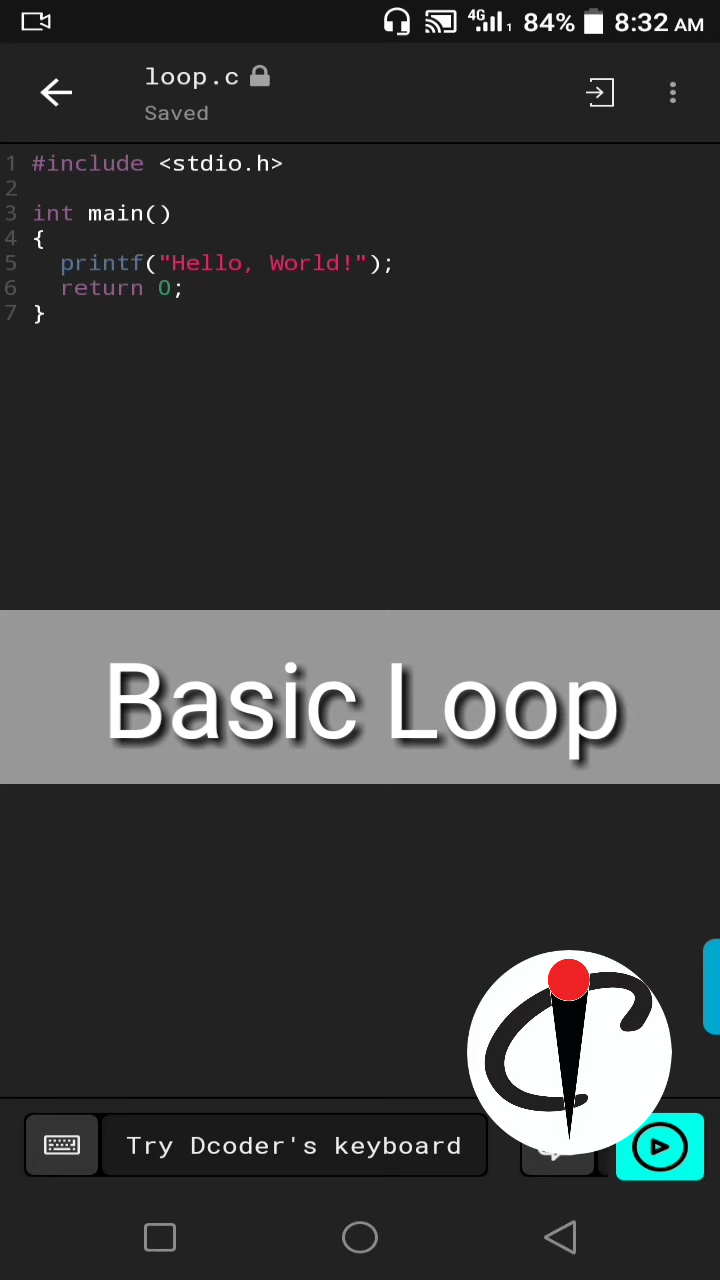 4G 1 84% 8:32 AM
loop.c
Saved
1 #include <stdio.h>
2
3 int main()
4 {
5 printf("Hello, World!");
6 return 0;
7 }
Basic Loop
Try Dcoder's keyboard